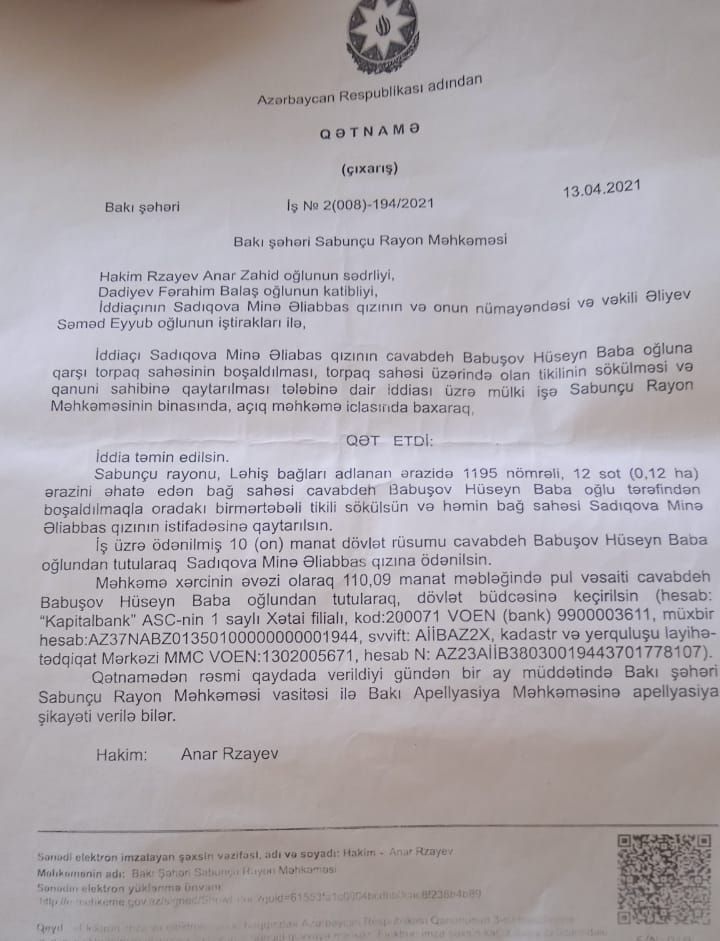 Azərbaycan Respublikası adından
QƏTNAMƏ
(çıxarış)
Bakı şəhəri İş № 2(008)-194/2021 13.04.2021
Bakı şəhəri Sabunçu Rayon Məhkəməsi
Hakim Rzayev Anar Zahid oğlunun sədrliyi,
Dadiyev Fərahim Balaş oğlunun katibliyi,
İddiaçının Sadıqova Minə Əliabbas qızının və onun nümayəndəsi və vəkili Əliyev
Səməd Eyyub oğlunun iştirakları ilə,
İddiaçı Sadıqova Minə Əliabas qızının cavabdeh Babuşov Hüseyn Baba oğluna
qarşı torpaq sahəsinin boşaldılması, torpaq sahəsi üzərində olan tikilinin sökülməsi və
qanuni sahibinə qaytarılması tələbinə dair iddiası üzrə mülki işə Sabunçu Rayon
Məhkəməsinin binasında, açıq məhkəmə iclasında baxaraq,
QƏT ETDİ:
İddia təmin edilsin.
Sabunçu rayonu, Ləhiş bağları adlanan ərazidə 1195 nömrəli, 12 sot (0,12 ha)
ərazini əhatə edən bağ sahəsi cavabdeh Babuşov Hüseyn Baba oğlu tərəfindən
boşaldılmaqla oradakı birmərtəbəli tikili sökülsün və həmin bağ sahəsi Sadıqova Minə
Əliabbas qızının istifadəsinə qaytarılsın.
İş üzrə ödənilmiş 10 (on) manat dövlət rüsumu cavabdeh Babuşov Hüseyn Baba
oğlundan tutularaq Sadıqova Minə Əliabbas qızına ödənilsin.
Məhkəmə xərcinin əvəzi olaraq 110,09 manat məbləğində pul vəsaiti cavabdeh
Babuşov Hüseyn Baba oğlundan tutularaq, dövlət büdcəsinə keçirilsin (hesab:
“Kapitalbank” ASC-nin 1 saylı Xətai filialı, kod:200071 VOEN (bank) 9900003611, müxbir
hesab:AZ37NABZ01350100000000001944, svvift: AİİBAZ2X, kadastr və yerquluşu layihə-
tədqiqat Mərkəzi MMC VOEN:1302005671, hesab N: AZ23AİİB38030019443701778107).
Qətnamədən rəsmi qaydada verildiyi gündən bir ay müddətində Bakı şəhəri
Sabunçu Rayon Məhkəməsi vasitəsi ilə Bakı Apellyasiya Məhkəməsinə apellyasiya
şikayəti verilə bilər.
Hakim: Anar Rzayev
Sənədi elektron imzalayan şəxsin vəzifəsi, adı və soyadı: Hakim - Anar Rzayev
Məhkəmənin adı: Bakı Şəhəri Sabunçu Rayon Məhkəməsi
Sənədin elektron yüklənmə ünvanı:
Qeyd